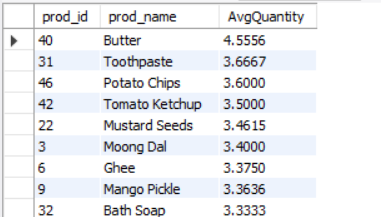 prod_id prod_name AvgQuantity
40 Butter 4.5556
31 Toothpaste 3.6667
46 Potato Chips 3.6000
42 Tomato Ketchup 3.5000
22 Mustard Seeds 3.4615
3 Moong Dal 3.4000
6 Ghee 3.3750
9 Mango Pickle 3.3636
32 Bath Soap 3.3333